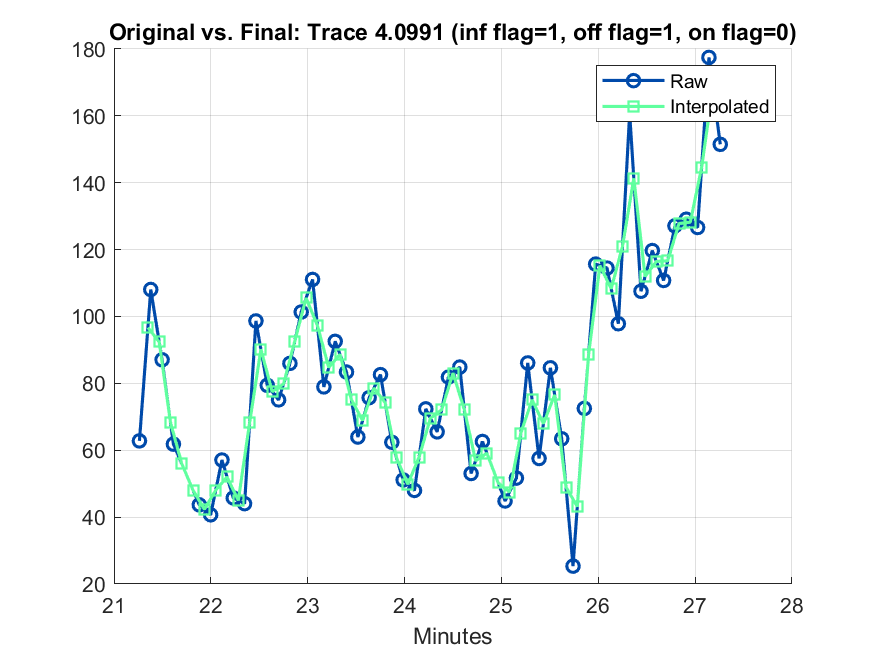 Original vs. Final: Trace 4.0991 (inf flag=1, off flag=1, on flag=0)
180
160
140
120
100
80
60
40
20
Raw
Interpolated
21 22 23 24 25 26 27 28
Minutes